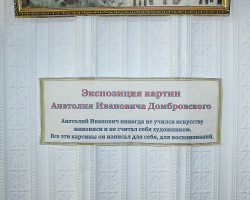 Экспозиция картин
Анатолия Ивановича Домбровского
Анатолий Иванович никогда не учился искусству
живописи и не считал себя художником.
Все эти картины он написал для себя, для воспоминаний.